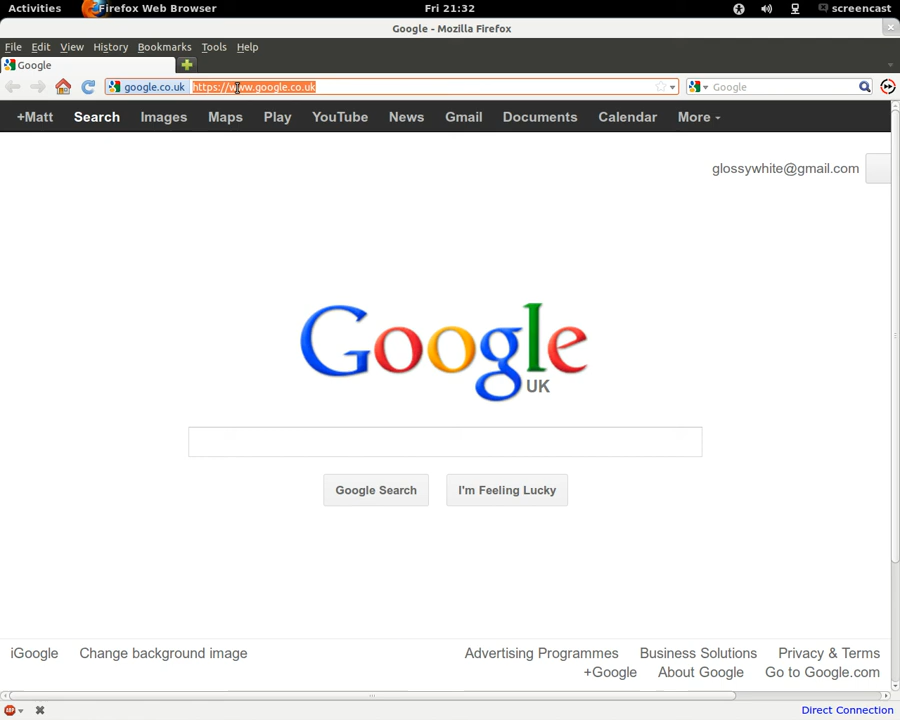 Activities Firefox Web Browser Fri 21:32 screencast
Google - Mozilla Firefox
File Edit View History Bookmarks Tools Help
Google
google.co.uk https://www.google.co.uk Google
+Matt Search Images Maps Play YouTube News Gmail Documents Calendar More
glossywhite@gmail.com
Google
UK
Google Search I'm Feeling Lucky
iGoogle Change background image Advertising Programmes Business Solutions Privacy & Terms
+Google About Google Go to Google.com
ABP Direct Connection